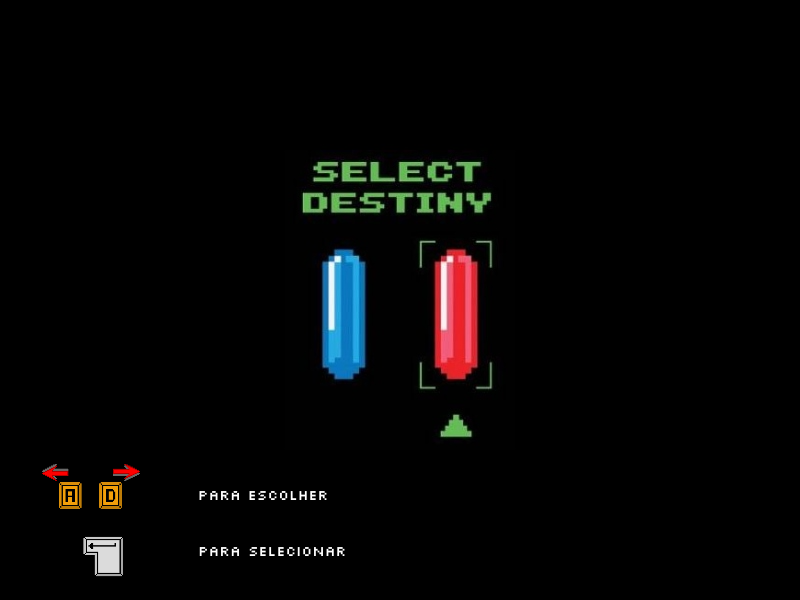 SELECT
DESTINY
A D
PARA ESCOLHER
PARA SELECIONAR